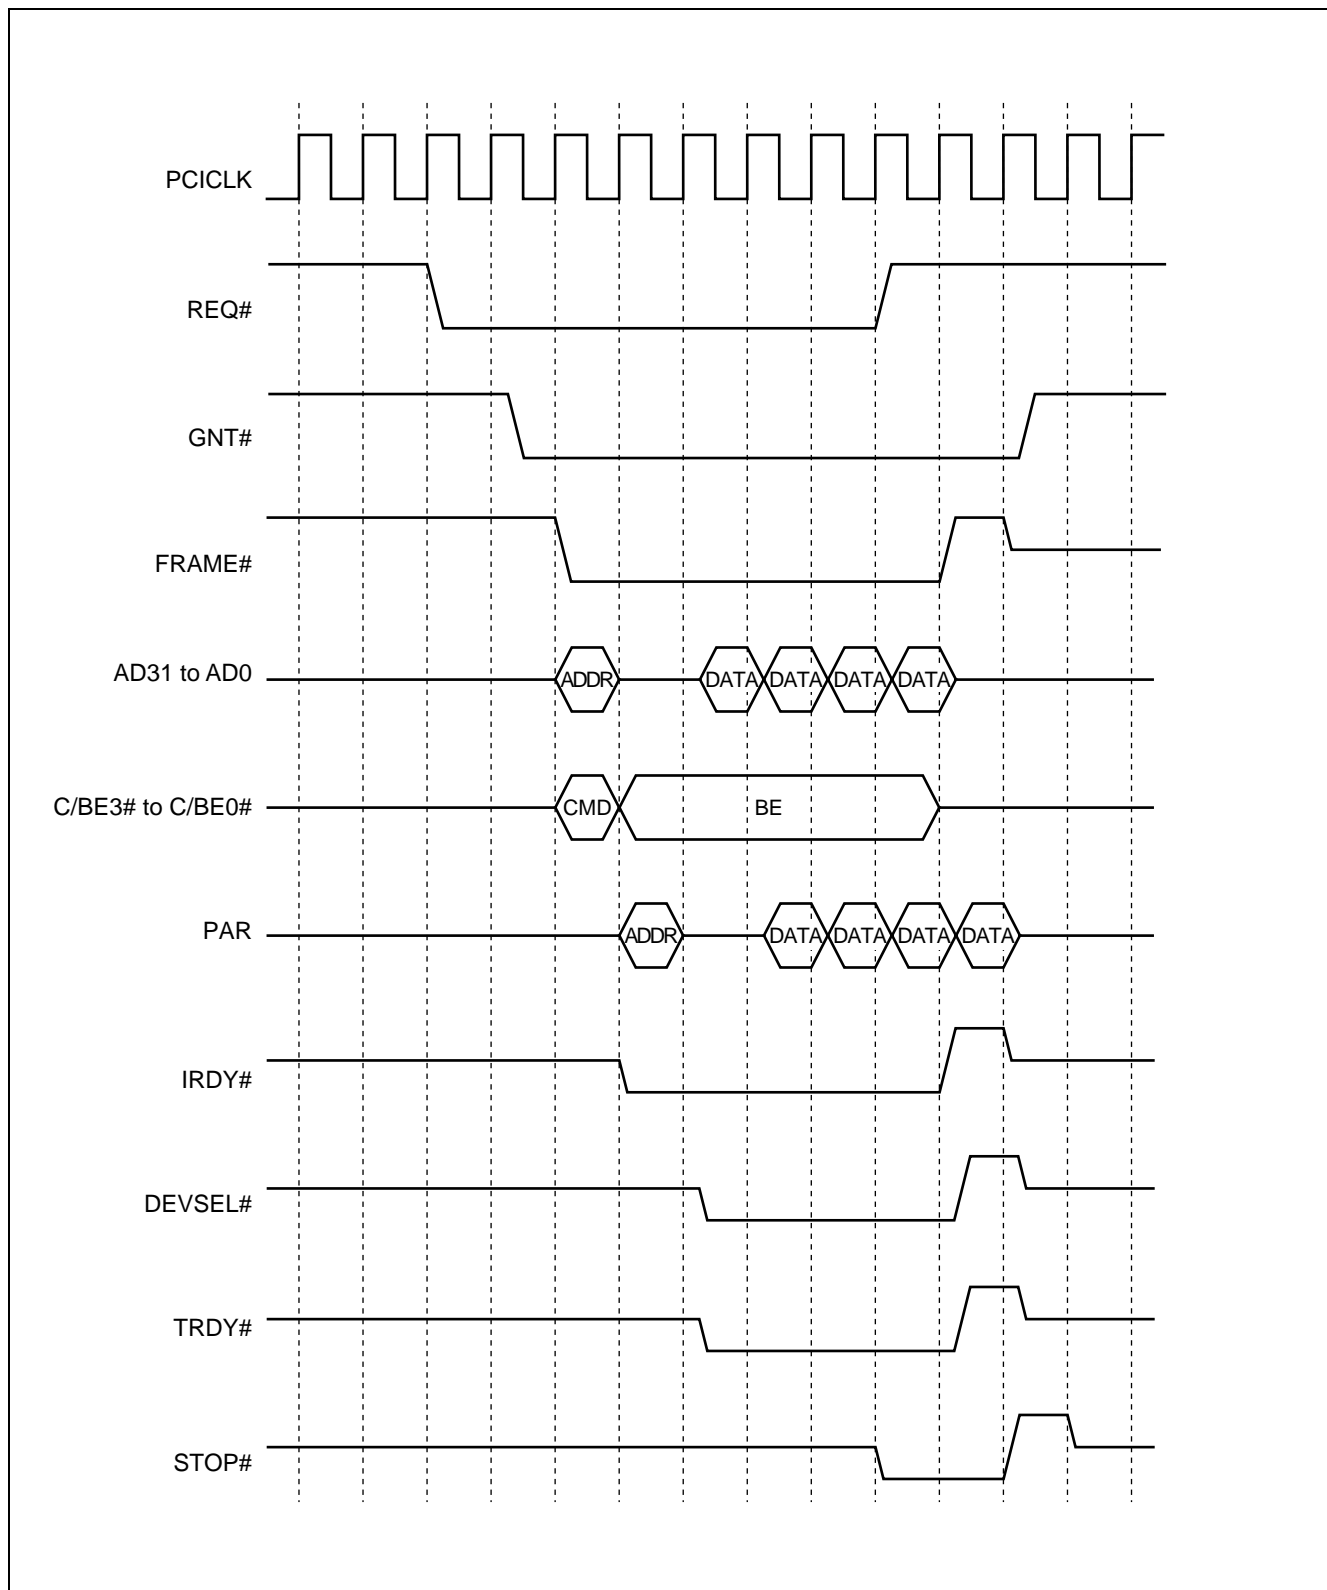 PCICLK
REQ#
GNT#
FRAME#
AD31 to AD0
ADDR DATA DATA DATA DATA
C/BE3# to C/BE0#
CMD BE
PAR
ADDR DATA DATA DATA DATA
IRDY#
DEVSEL#
TRDY#
STOP#